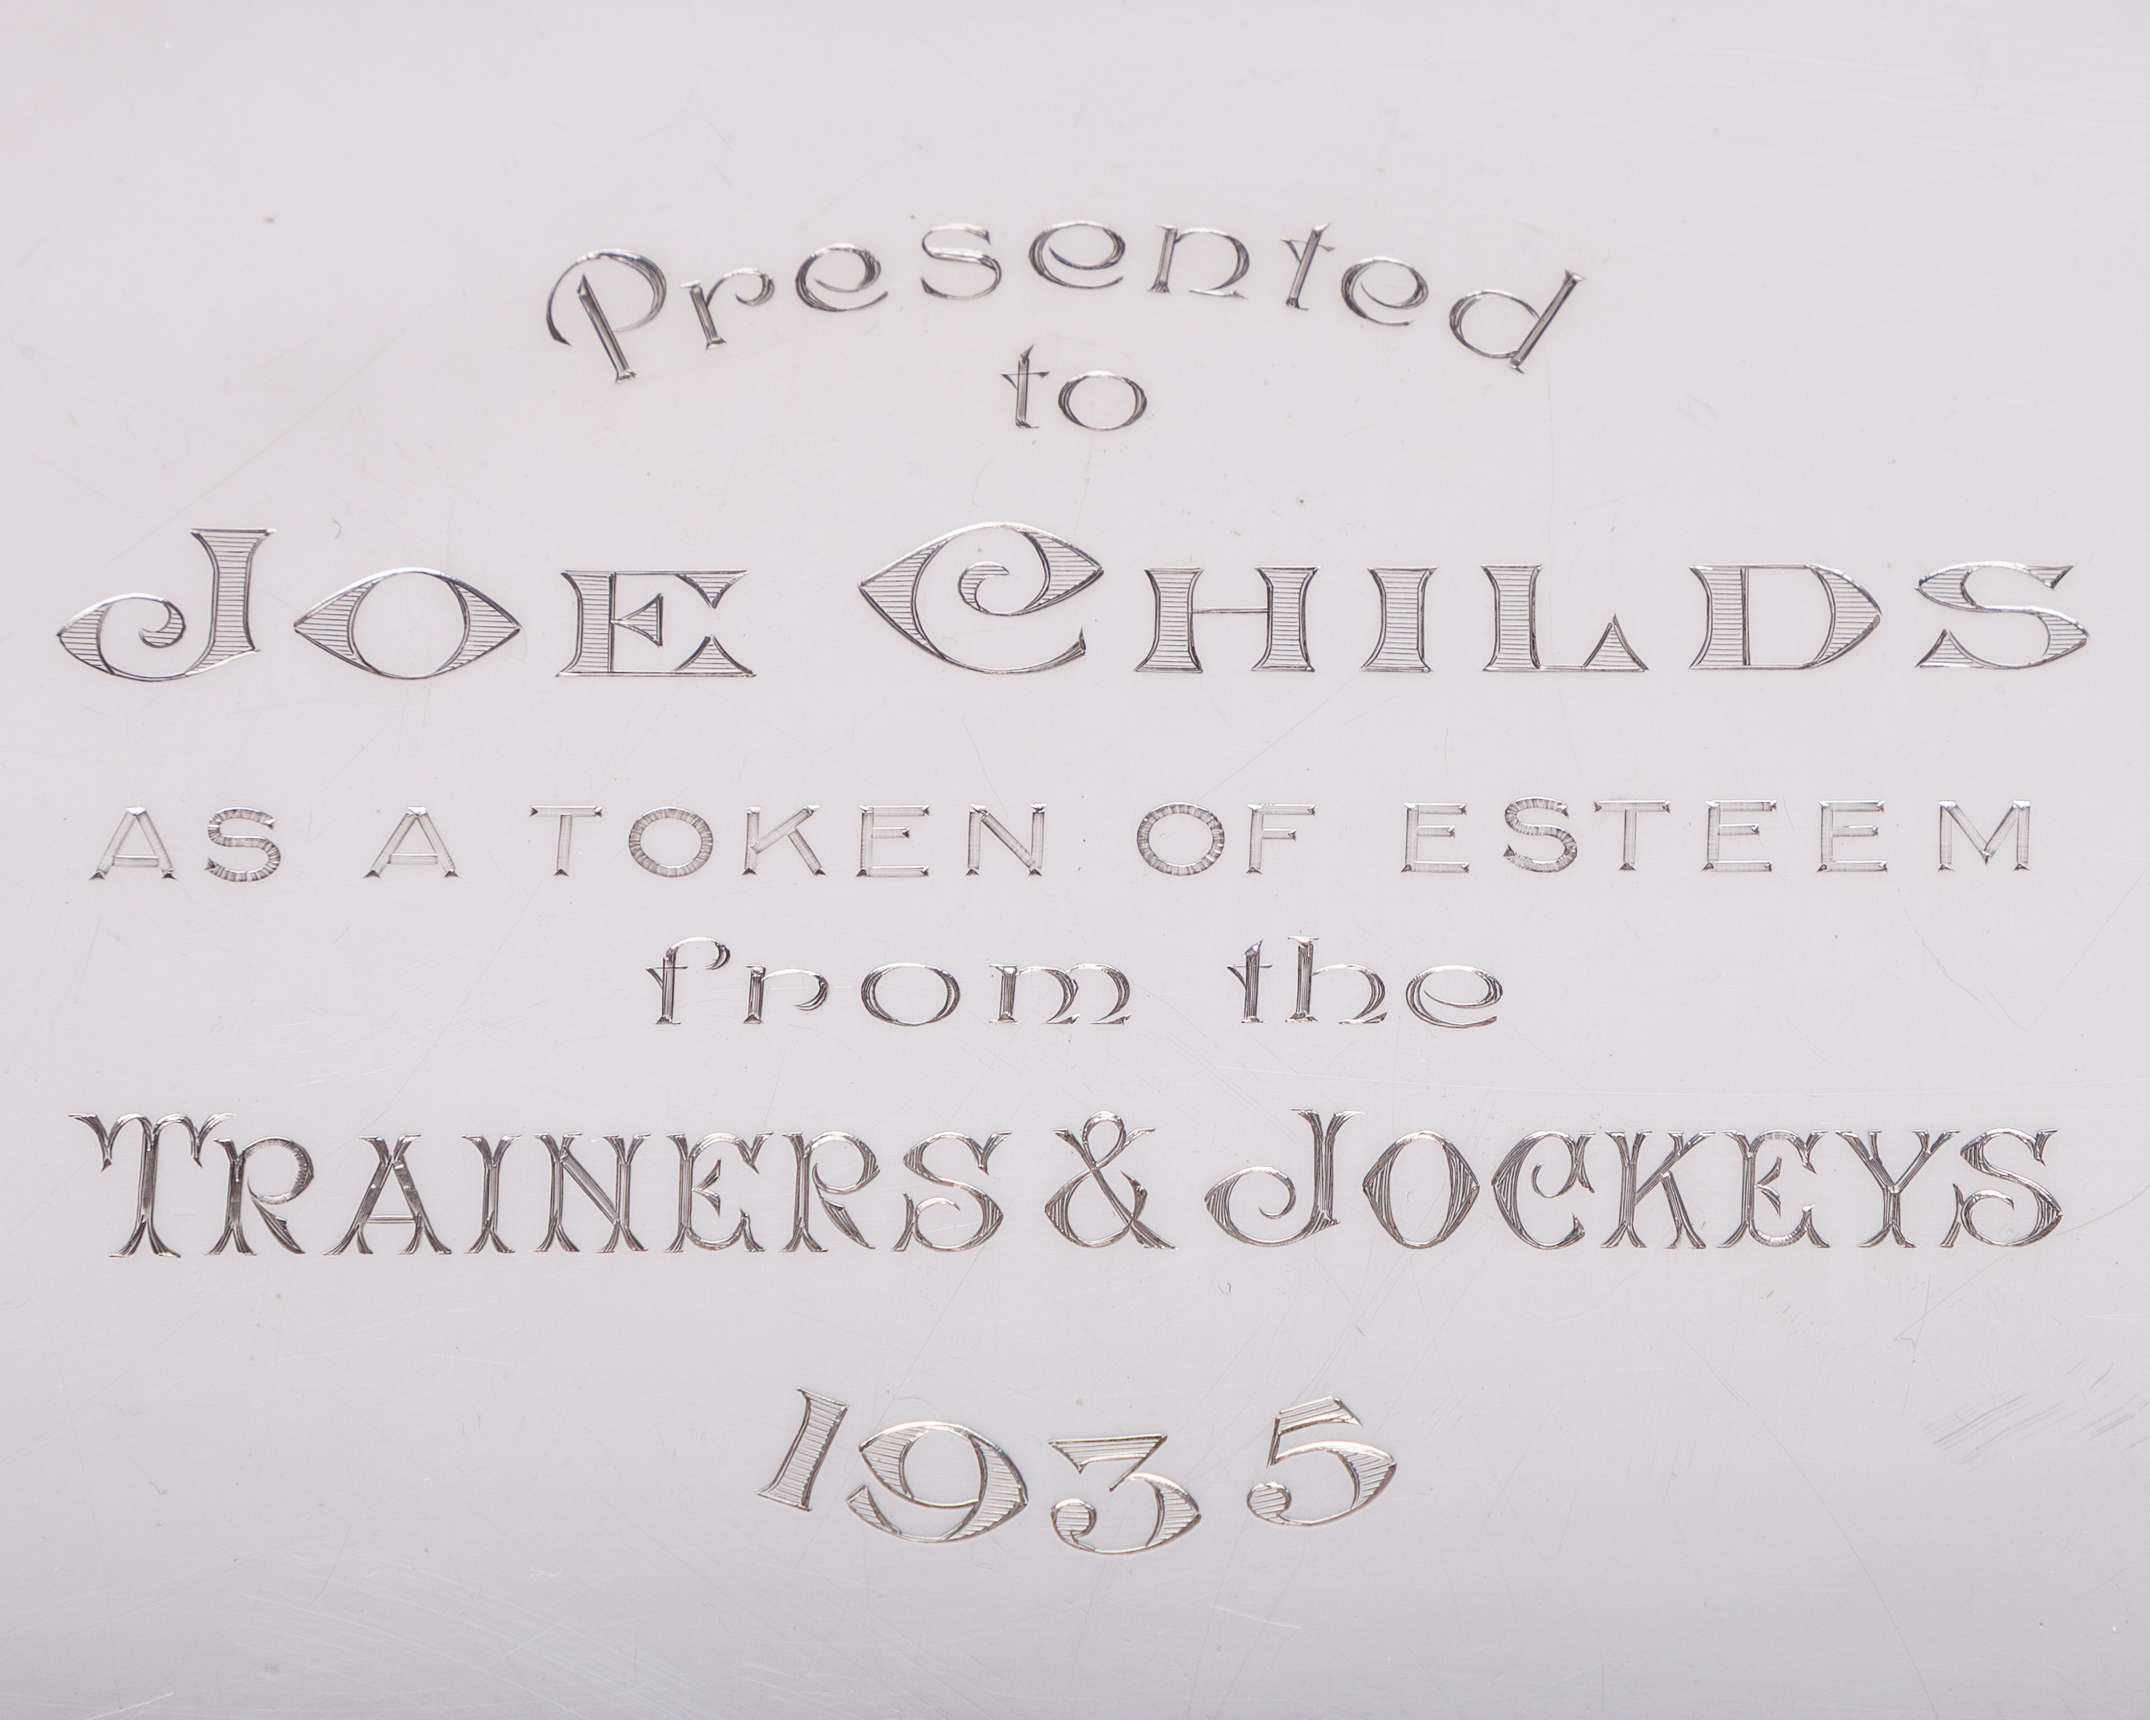 Presented
to
JOE CHILDS
AS A TOKEN OF ESTEEM
from the
TRAINERS & JOCKEYS
1935